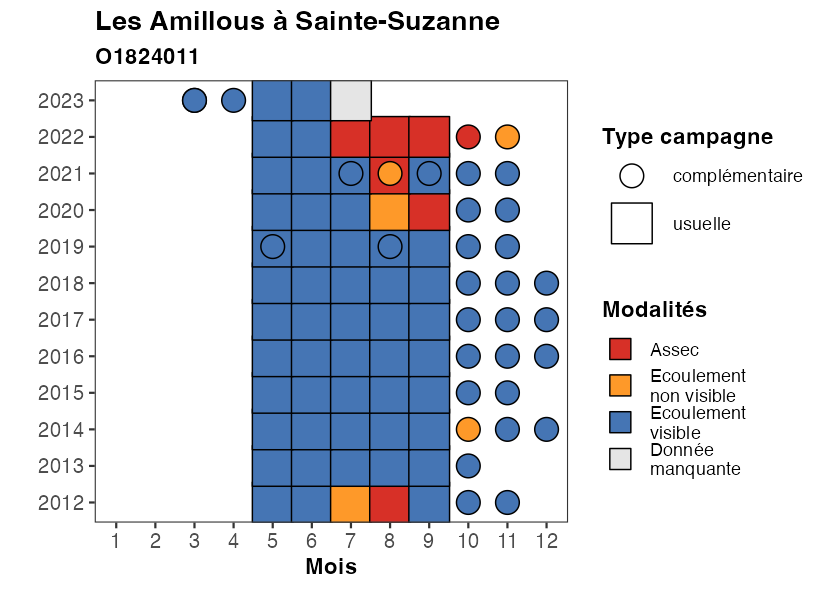 Les Amillous à Sainte-Suzanne
O1824011
2023
2022
2021
2020
2019
2018
2017
2016
2015
2014
2013
2012
1 2 3 4 5 6 7 8 9 10 11 12
Mois
Type campagne
complémentaire
usuelle
Modalités
Assec
Ecoulement
non visible
Ecoulement
visible
Donnée
manquante